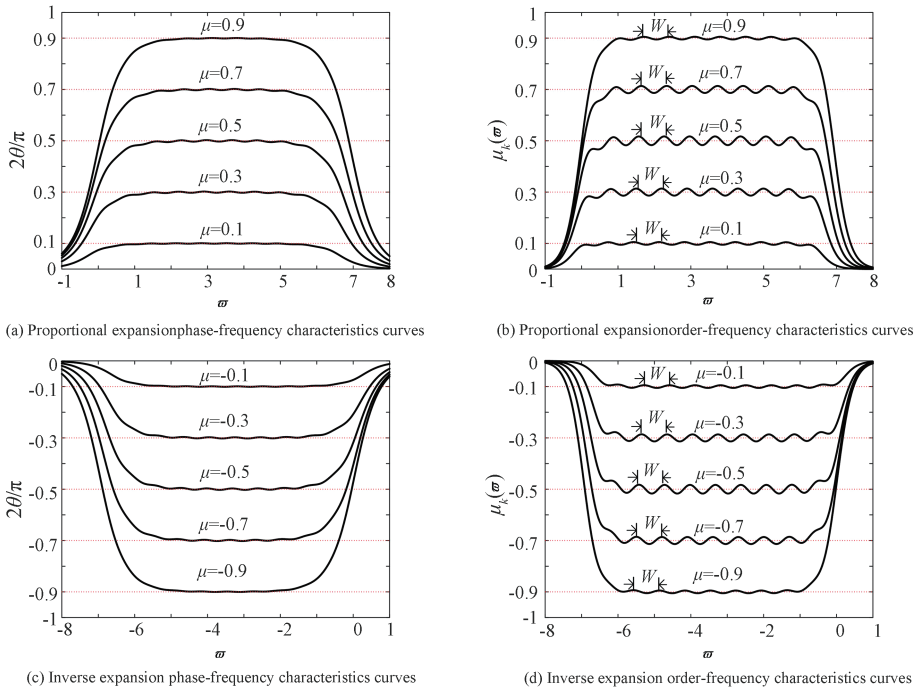 1
0.9
0.7
0.5
0.3
0.1
0
2θ/π
μ=0.9
μ=0.7
μ=0.5
μ=0.3
μ=0.1
-1 1 3 5 7 8
ϖ
(a) Proportional expansionphase-frequency characteristics curves
1
0.9
0.7
0.5
0.3
0.1
0
μk(ϖ)
W μ=0.9
W μ=0.7
W μ=0.5
W μ=0.3
W μ=0.1
-1 1 3 5 7 8
ϖ
(b) Proportional expansionorder-frequency characteristics curves
0
-0.1
-0.3
-0.5
-0.7
-0.9
-1
2θ/π
μ=-0.1
μ=-0.3
μ=-0.5
μ=-0.7
μ=-0.9
-8 -6 -4 -2 0 1
ϖ
(c) Inverse expansion phase-frequency characteristics curves
0
-0.1
-0.3
-0.5
-0.7
-0.9
-1
μk(ϖ)
W μ=-0.1
W μ=-0.3
W μ=-0.5
W μ=-0.7
W μ=-0.9
-8 -6 -4 -2 0 1
ϖ
(d) Inverse expansion order-frequency characteristics curves